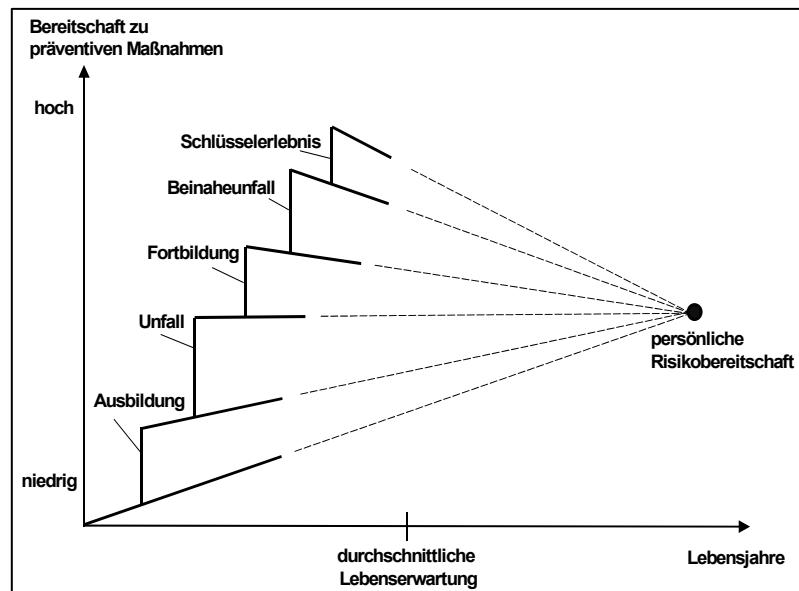 Bereitschaft zu
präventiven Maßnahmen
hoch
Schlüsselerlebnis
Beinaheunfall
Fortbildung
Unfall
persönliche
Risikobereitschaft
Ausbildung
niedrig
durchschnittliche
Lebenserwartung
Lebensjahre